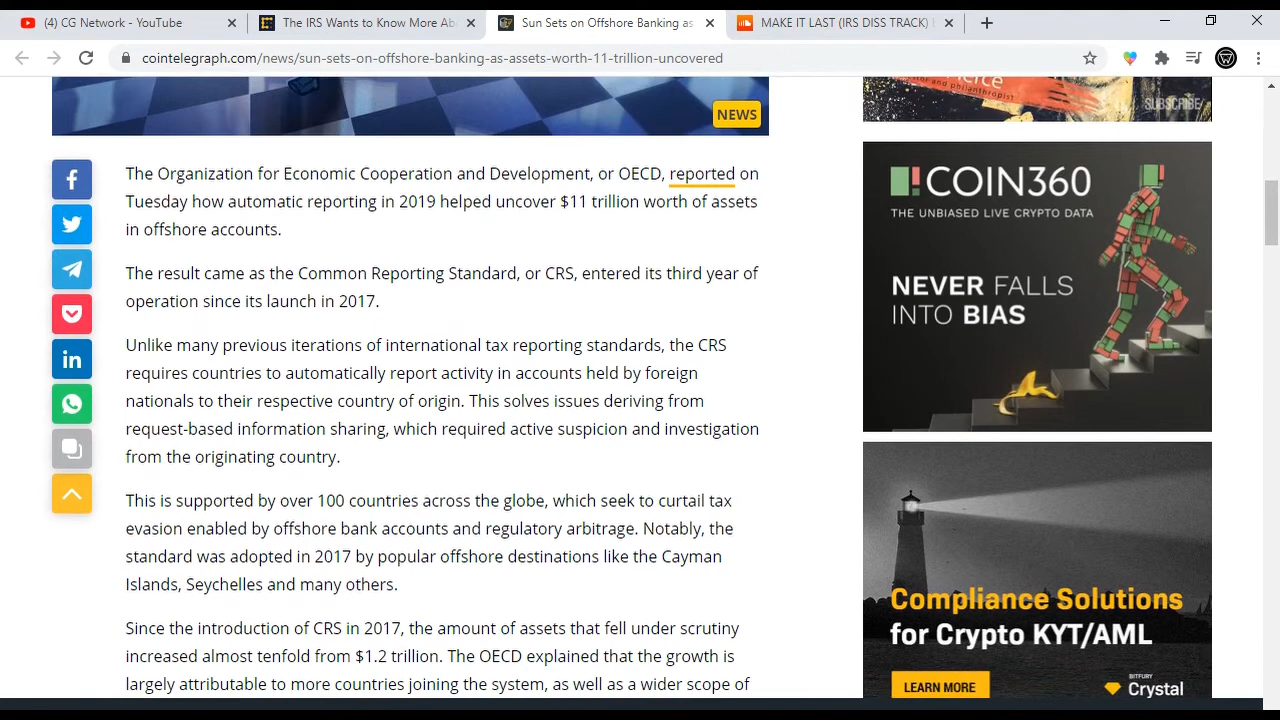 (4) CG Network - YouTube
The IRS Wants to Know More Ab
Sun Sets on Offshore Banking as
MAKE IT LAST (IRS DISS TRACK)
cointelegraph.com/news/sun-sets-on-offshore-banking-as-assets-worth-11-trillion-uncovered
NEWS
and philanthropist
SUBSCRIBE
The Organization for Economic Cooperation and Development, or OECD, reported on
Tuesday how automatic reporting in 2019 helped uncover $11 trillion worth of assets
in offshore accounts.
The result came as the Common Reporting Standard, or CRS, entered its third year of
operation since its launch in 2017.
Unlike many previous iterations of international tax reporting standards, the CRS
requires countries to automatically report activity in accounts held by foreign
nationals to their respective country of origin. This solves issues deriving from
request-based information sharing, which required active suspicion and investigation
from the originating country.
This is supported by over 100 countries across the globe, which seek to curtail tax
evasion enabled by offshore bank accounts and regulatory arbitrage. Notably, the
standard was adopted in 2017 by popular offshore destinations like the Cayman
Islands, Seychelles and many others.
Since the introduction of CRS in 2017, the amount of assets that fell under scrutiny
increased almost tenfold from $1.2 trillion. The OECD explained that the growth is
largely attributable to more countries joining the system, as well as a wider scope of
COIN360
THE UNBIASED LIVE CRYPTO DATA
NEVER FALLS
INTO BIAS
Compliance Solutions
for Crypto KYT/AML
LEARN MORE
BITFURY
Crystal